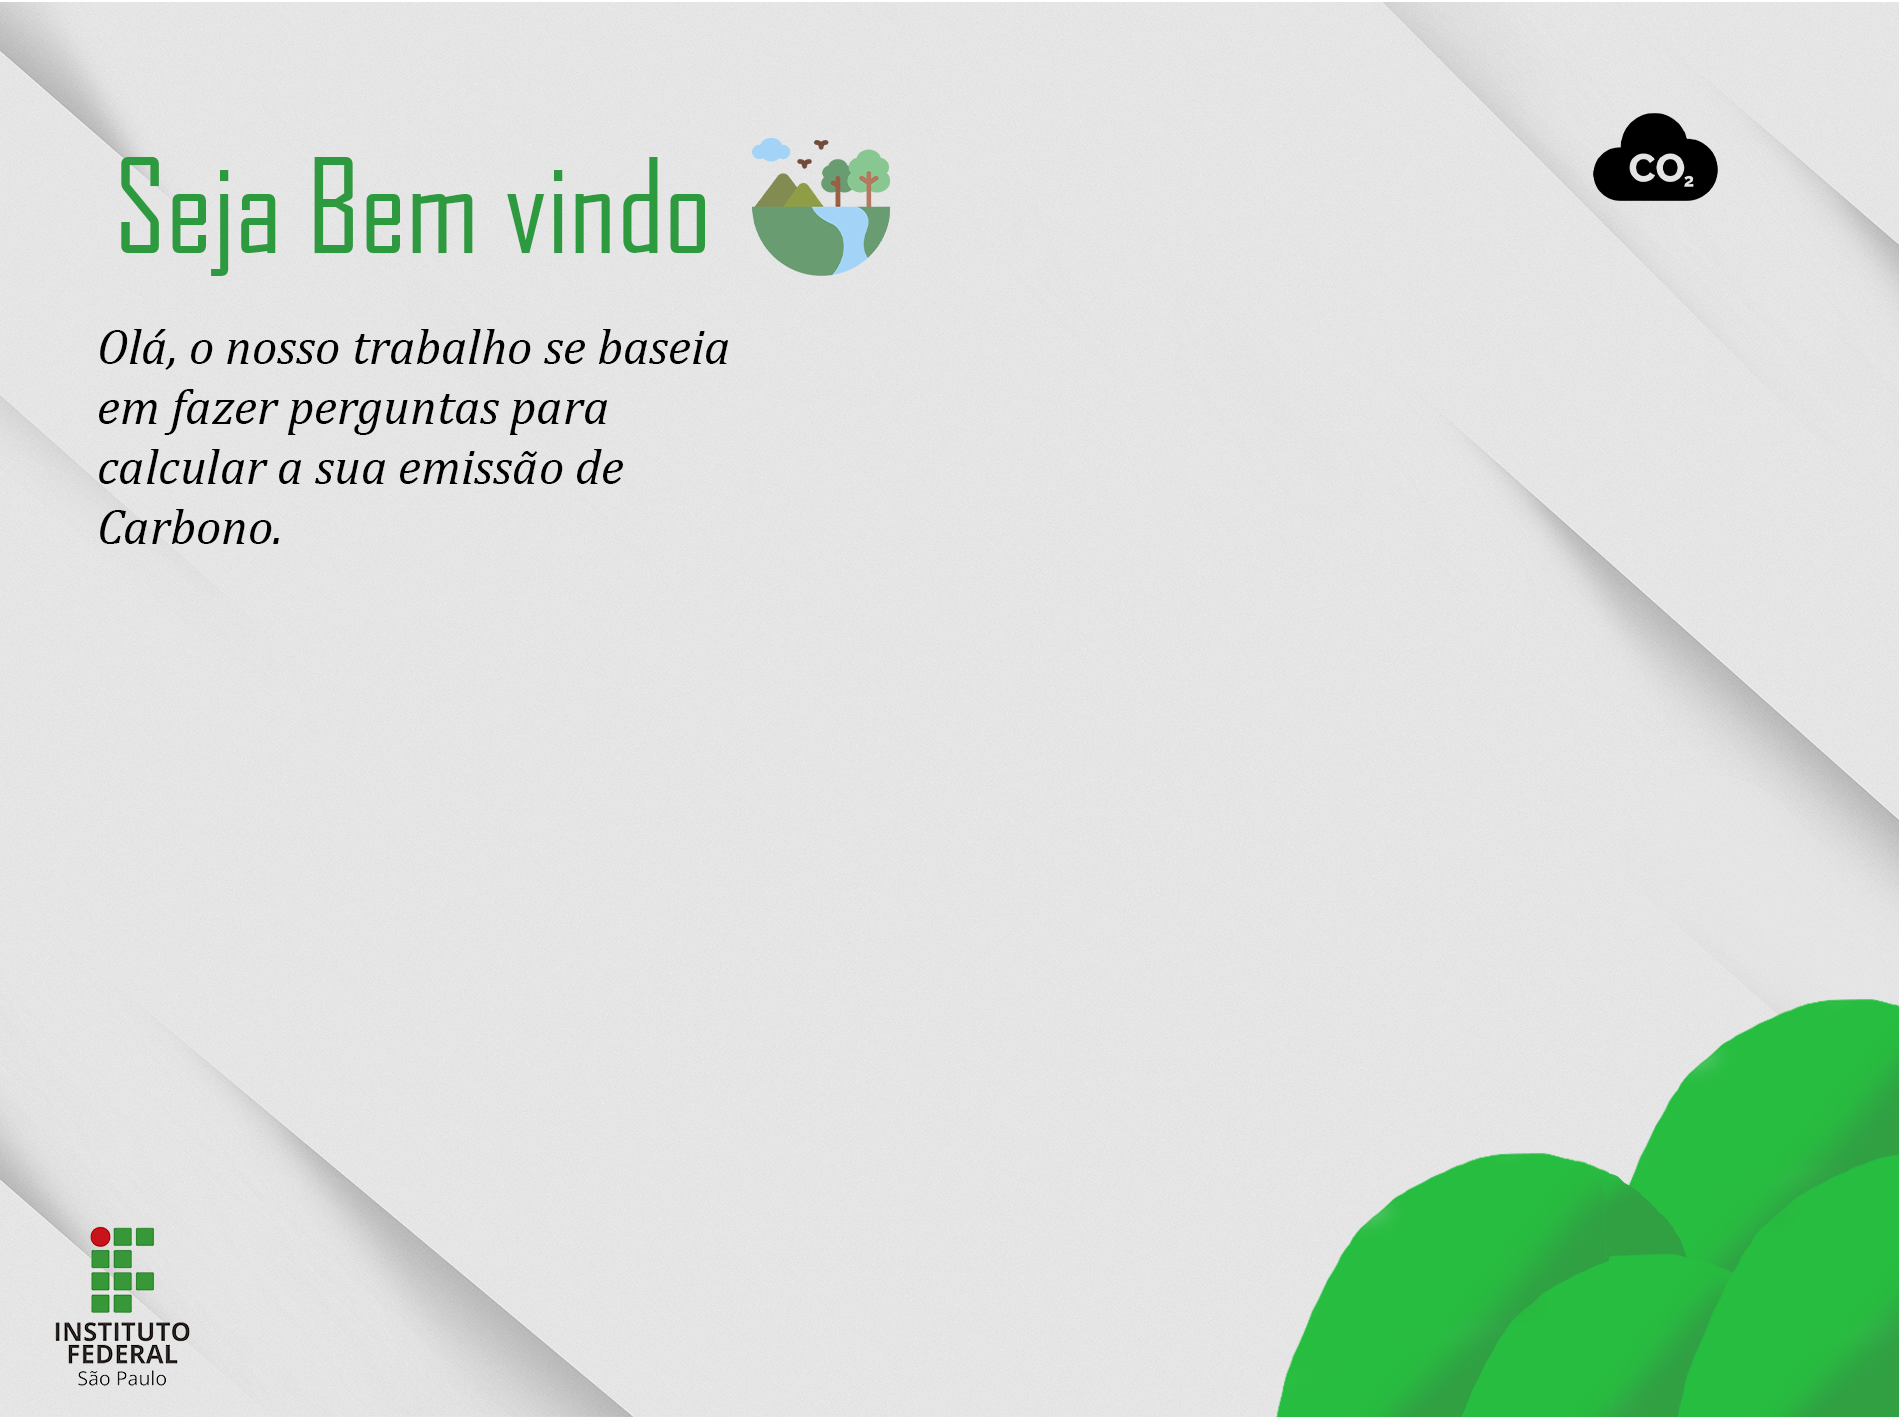 Seja Bem vindo
CO₂
Olá, o nosso trabalho se baseia
em fazer perguntas para
calcular a sua emissão de
Carbono.
INSTITUTO
FEDERAL
São Paulo